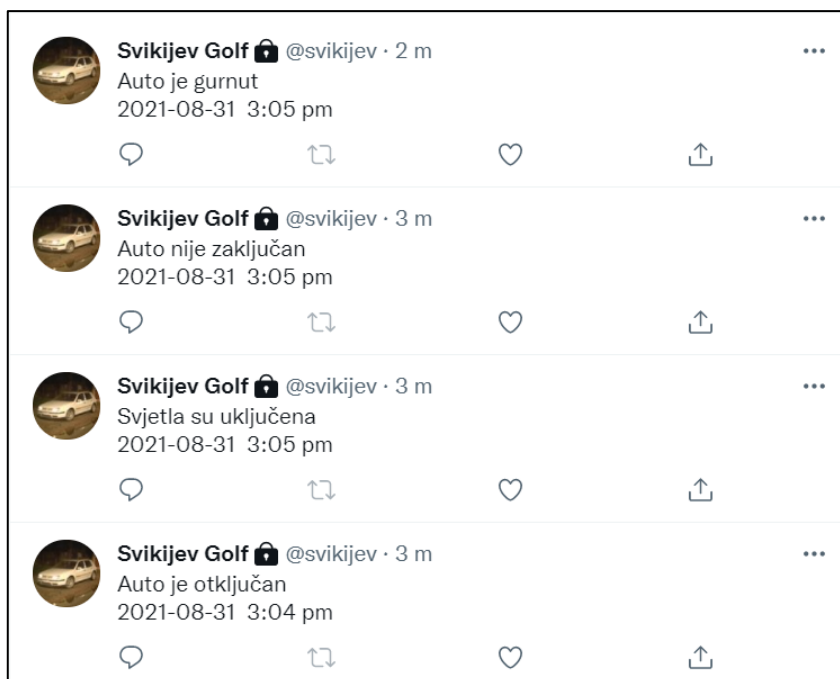 Svikijev Golf @svikijev · 2 m
Auto je gurnut
2021-08-31 3:05 pm
Svikijev Golf @svikijev · 3 m
Auto nije zaključan
2021-08-31 3:05 pm
Svikijev Golf @svikijev · 3 m
Svjetla su uključena
2021-08-31 3:05 pm
Svikijev Golf @svikijev · 3 m
Auto je otključan
2021-08-31 3:04 pm